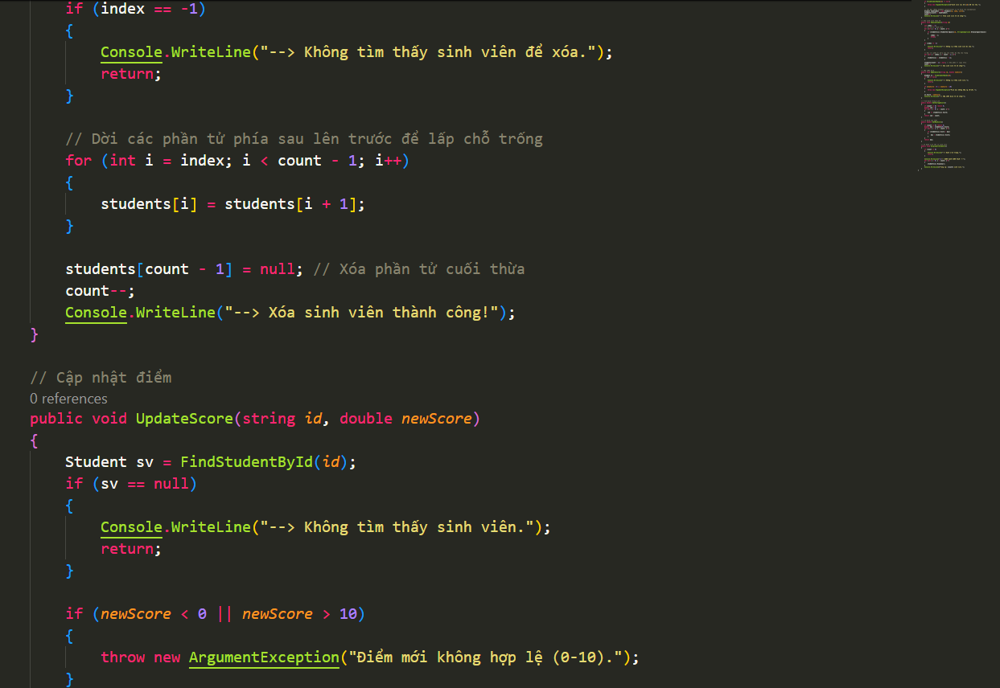 if (index == -1)
{
Console.WriteLine("--> Không tìm thấy sinh viên để xóa.");
return;
}
// Dời các phần tử phía sau lên trước để lấp chỗ trống
for (int i = index; i < count - 1; i++)
{
students[i] = students[i + 1];
}
students[count - 1] = null; // Xóa phần tử cuối thừa
count--;
Console.WriteLine("--> Xóa sinh viên thành công!");
}
// Cập nhật điểm
0 references
public void UpdateScore(string id, double newScore)
{
Student sv = FindStudentById(id);
if (sv == null)
{
Console.WriteLine("--> Không tìm thấy sinh viên.");
return;
}
if (newScore < 0 || newScore > 10)
{
throw new ArgumentException("Điểm mới không hợp lệ (0-10).");
}